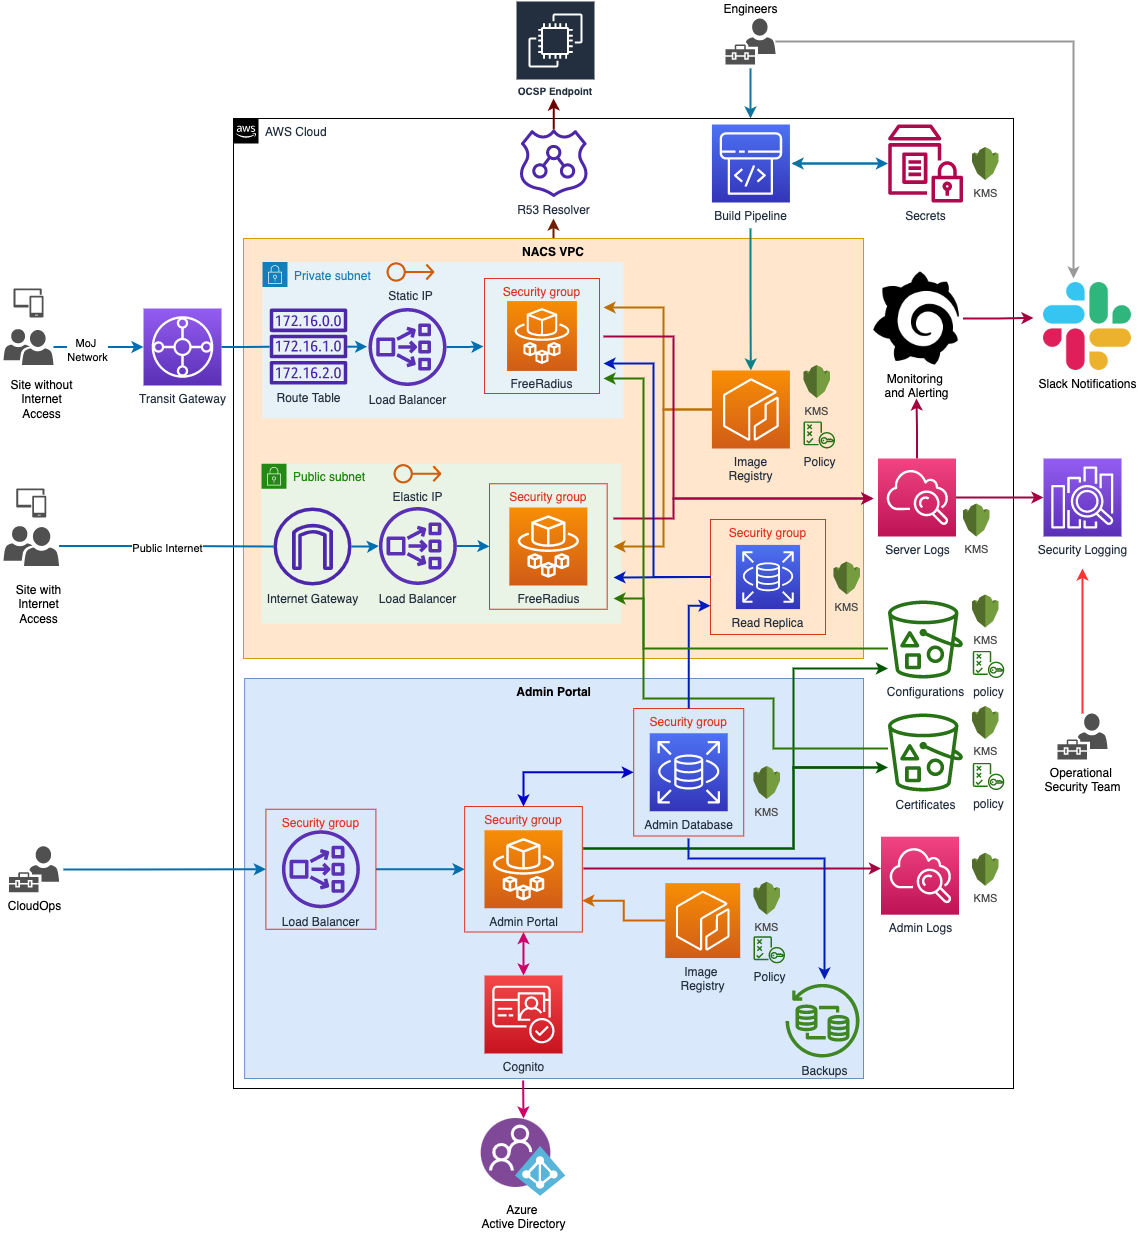 Engineers
OCSP Endpoint
aws
AWS Cloud
R53 Resolver
Build Pipeline
Secrets
KMS
NACS VPC
Private subnet
Static IP
Security group
172.16.0.0
172.16.1.0
172.16.2.0
Route Table
Load Balancer
FreeRadius
MoJ
Network
Site without
Internet
Access
Transit Gateway
Monitoring
and Alerting
Slack Notifications
KMS
Image
Registry
Policy
Public subnet
Elastic IP
Security group
Public Internet
Internet Gateway
Load Balancer
FreeRadius
Site with
Internet
Access
Security group
Read Replica
KMS
Server Logs
KMS
Security Logging
KMS
Configurations
policy
Admin Portal
Security group
Admin Database
KMS
KMS
Certificates
policy
Operational
Security Team
Security group
Load Balancer
Security group
Admin Portal
CloudOps
KMS
Image
Registry
Policy
Admin Logs
KMS
Cognito
Backups
Azure
Active Directory